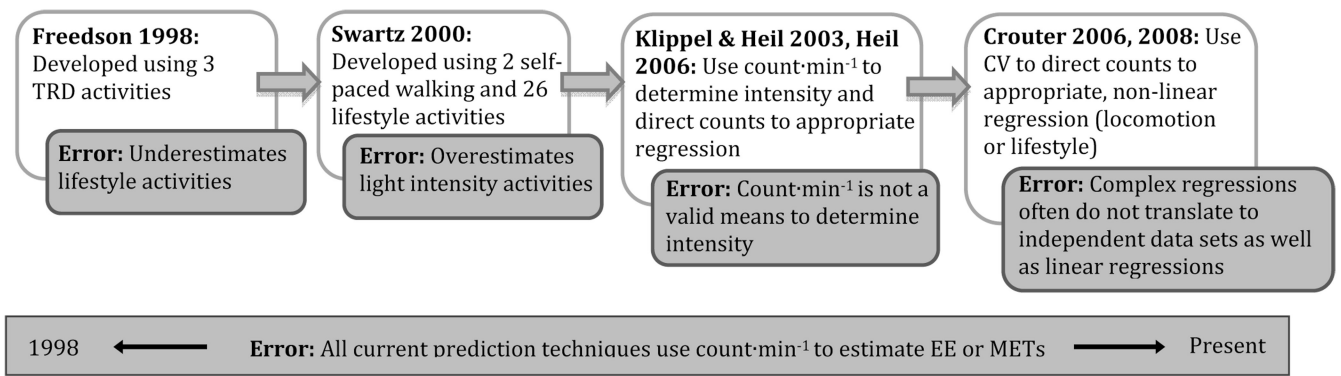 Freedson 1998:
Developed using 3
TRD activities
Error: Underestimates
lifestyle activities
Swartz 2000:
Developed using 2 self-
paced walking and 26
lifestyle activities
Error: Overestimates
light intensity activities
Klippel & Heil 2003, Heil
2006: Use count·min⁻¹ to
determine intensity and
direct counts to appropriate
regression
Error: Count·min⁻¹ is not a
valid means to determine
intensity
Crouter 2006, 2008: Use
CV to direct counts to
appropriate, non-linear
regression (locomotion
or lifestyle)
Error: Complex regressions
often do not translate to
independent data sets as well
as linear regressions
1998 Error: All current prediction techniques use count·min⁻¹ to estimate EE or METs Present